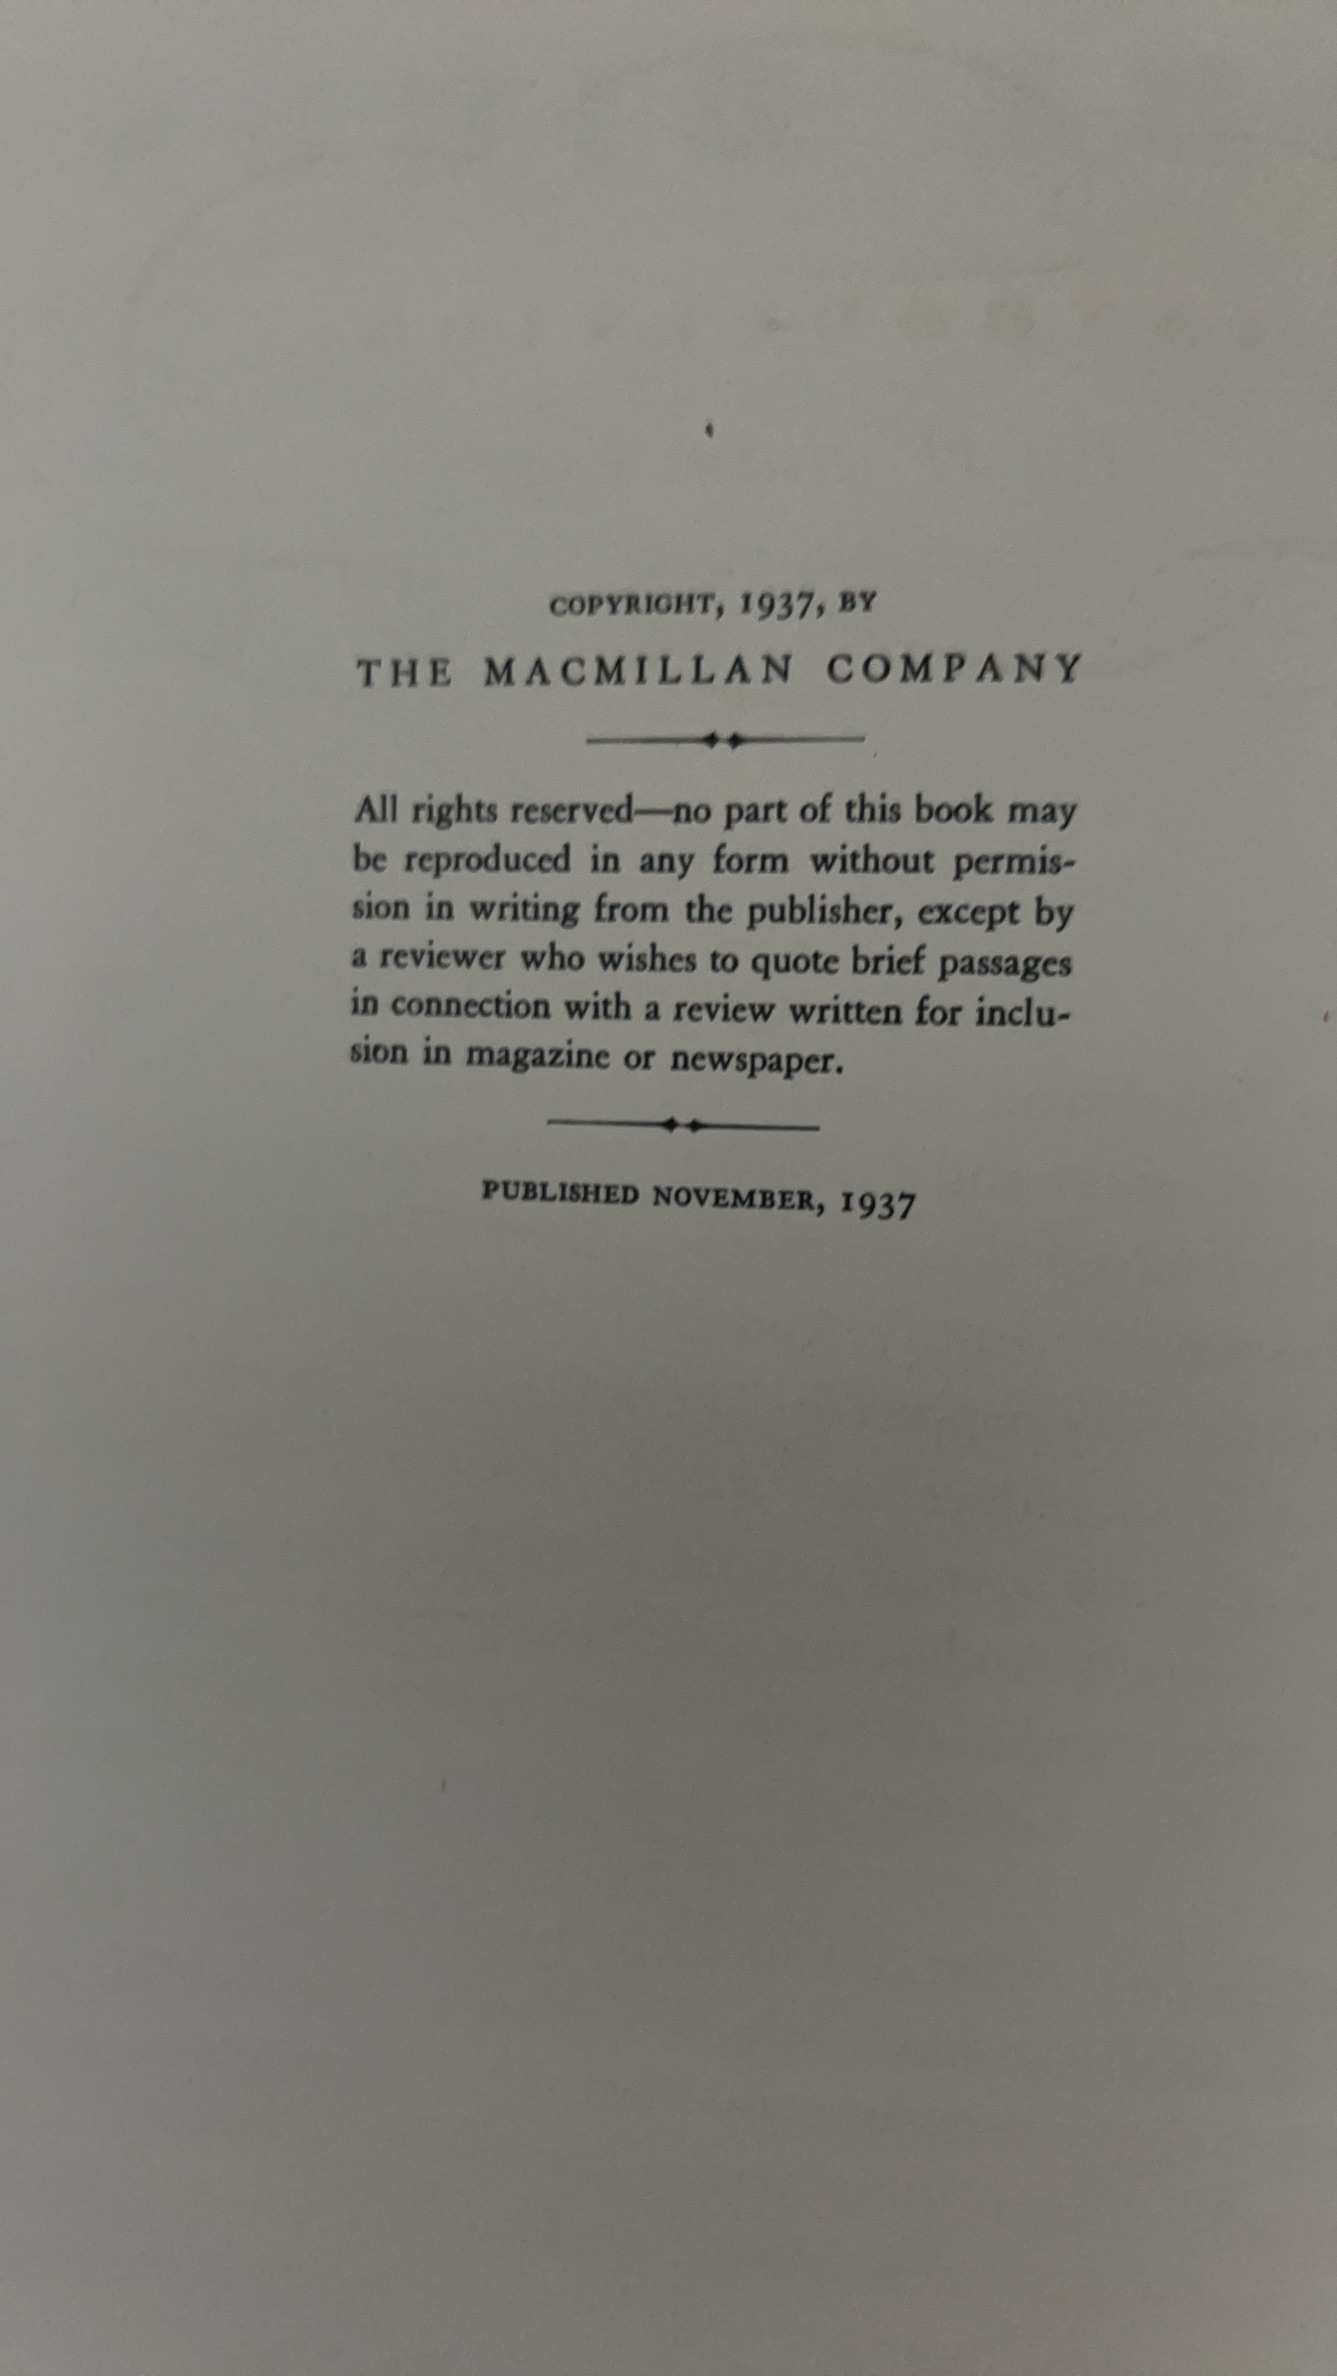 COPYRIGHT, 1937, BY
THE MACMILLAN COMPANY
All rights reserved—no part of this book may
be reproduced in any form without permis-
sion in writing from the publisher, except by
a reviewer who wishes to quote brief passages
in connection with a review written for inclu-
sion in magazine or newspaper.
PUBLISHED NOVEMBER, 1937